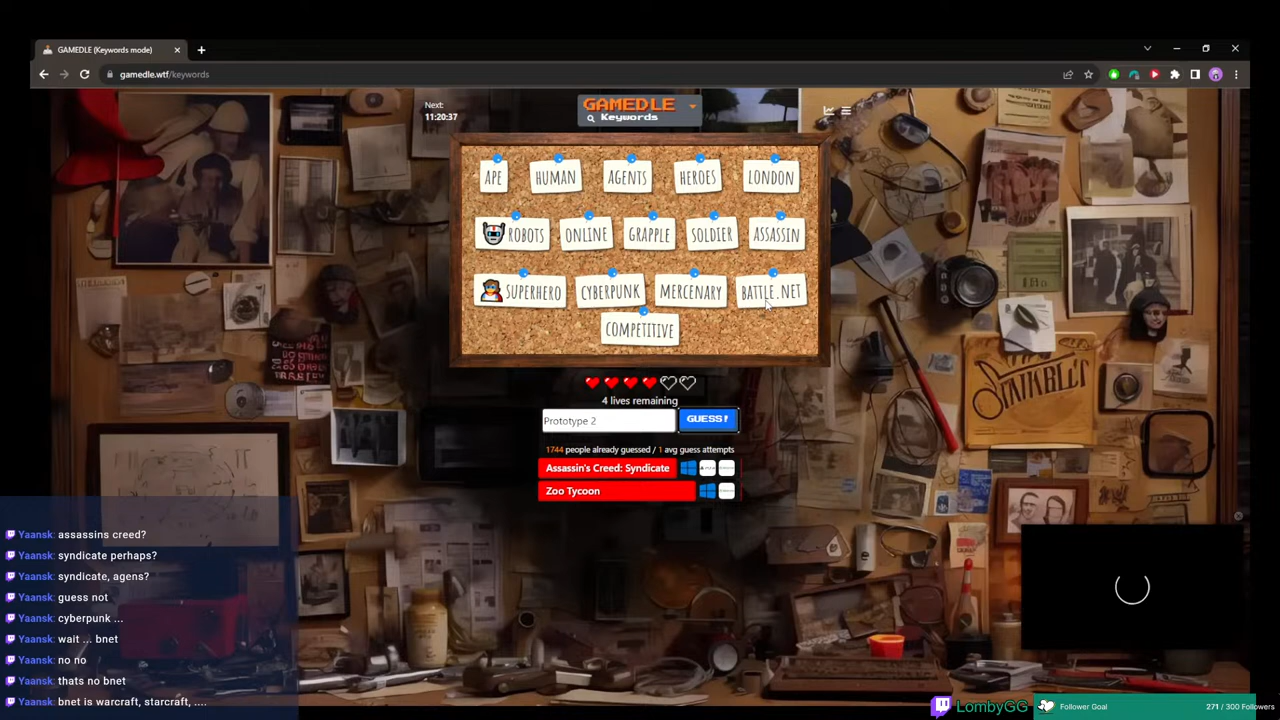 GAMEDLE (Keywords mode)
gamedle.wtf/keywords
Next:
11:20:37
GAMEDLE
Keywords
APE HUMAN AGENTS HEROES LONDON
ROBOTS ONLINE GRAPPLE SOLDIER ASSASSIN
SUPERHERO CYBERPUNK MERCENARY BATTLE.NET
COMPETITIVE
4 lives remaining
Prototype 2 GUESS!
1744 people already guessed / 1 avg guess attempts
Assassin's Creed: Syndicate
Zoo Tycoon
Yaansk: assassins creed?
Yaansk: syndicate perhaps?
Yaansk: syndicate, agens?
Yaansk: guess not
Yaansk: cyberpunk ...
Yaansk: wait ... bnet
Yaansk: no no
Yaansk: thats no bnet
Yaansk: bnet is warcraft, starcraft, ....
LombyGG Follower Goal 271 / 300 Followers